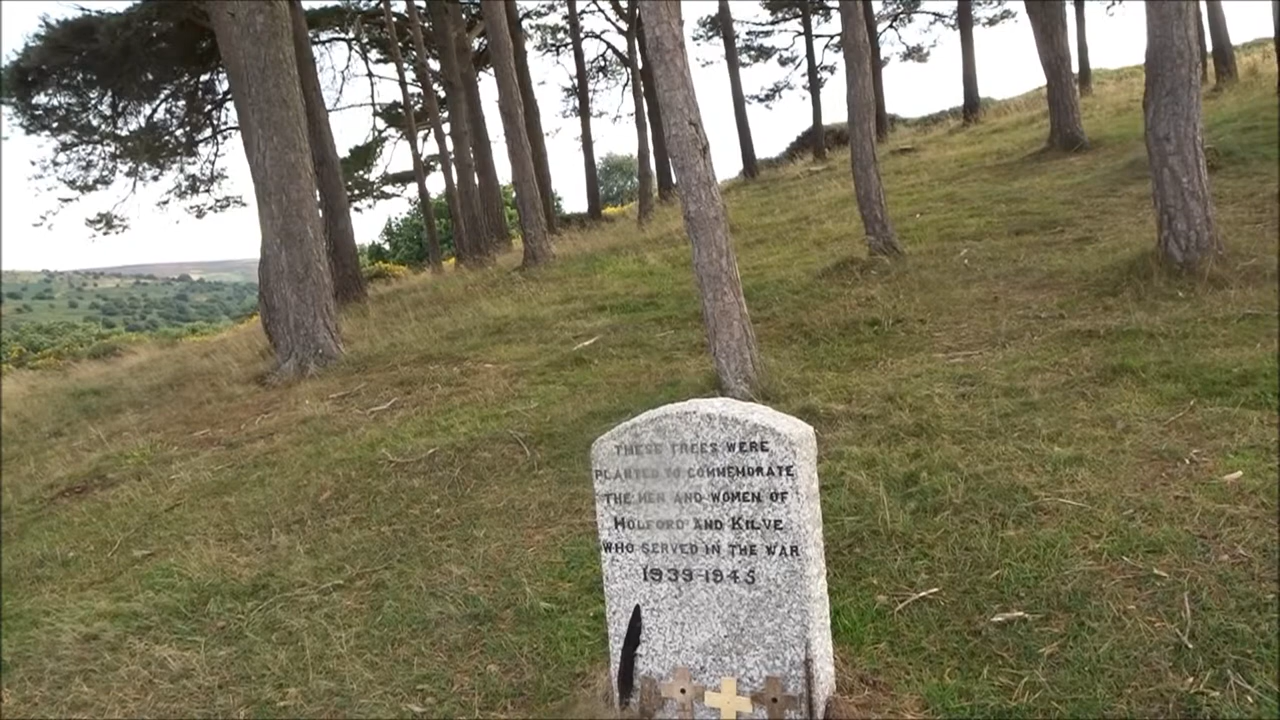 THESE TREES WERE
PLANTED TO COMMEMORATE
THE MEN AND WOMEN OF
HOLFORD AND KILVE
WHO SERVED IN THE WAR
1939-1945